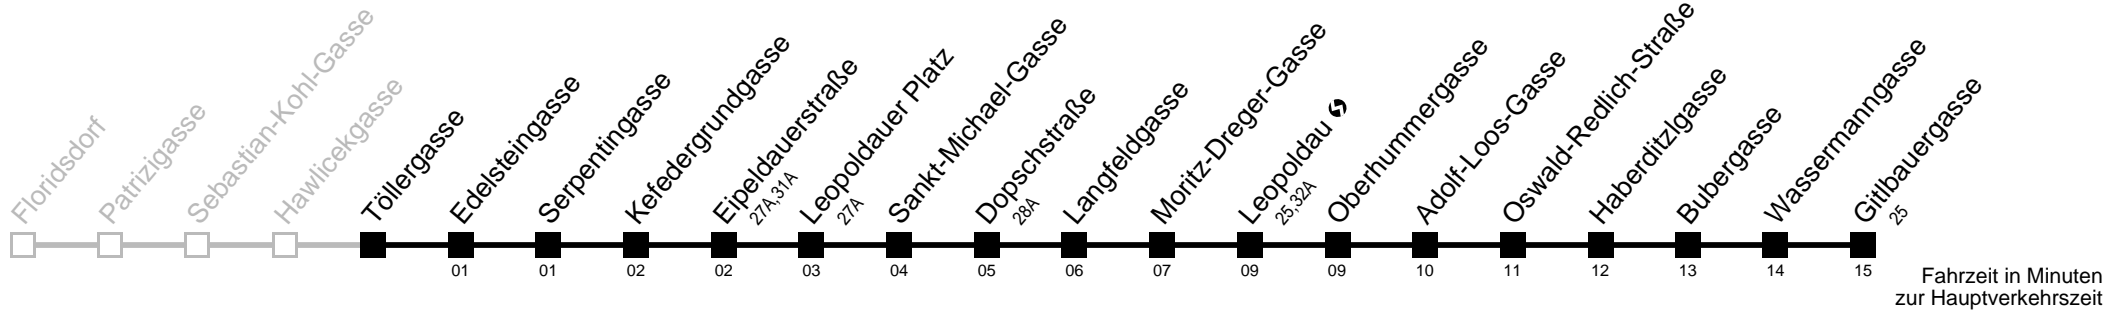 Floridsdorf
Patrizigasse
Sebastian-Kohl-Gasse
Hawlicekgasse
Töllergasse
Edelsteingasse
01
Serpentingasse
01
Kefedergrundgasse
02
Eipeldauerstraße
27A,31A
02
Leopoldauer Platz
27A
03
Sankt-Michael-Gasse
04
Dopschstraße
28A
05
Langfeldgasse
06
Moritz-Dreger-Gasse
07
Leopoldau
25,32A
09
Oberhummergasse
09
Adolf-Loos-Gasse
10
Oswald-Redlich-Straße
11
Haberditzlgasse
12
Bubergasse
13
Wassermanngasse
14
Gitlbauergasse
25
15
Fahrzeit in Minuten
zur Hauptverkehrszeit